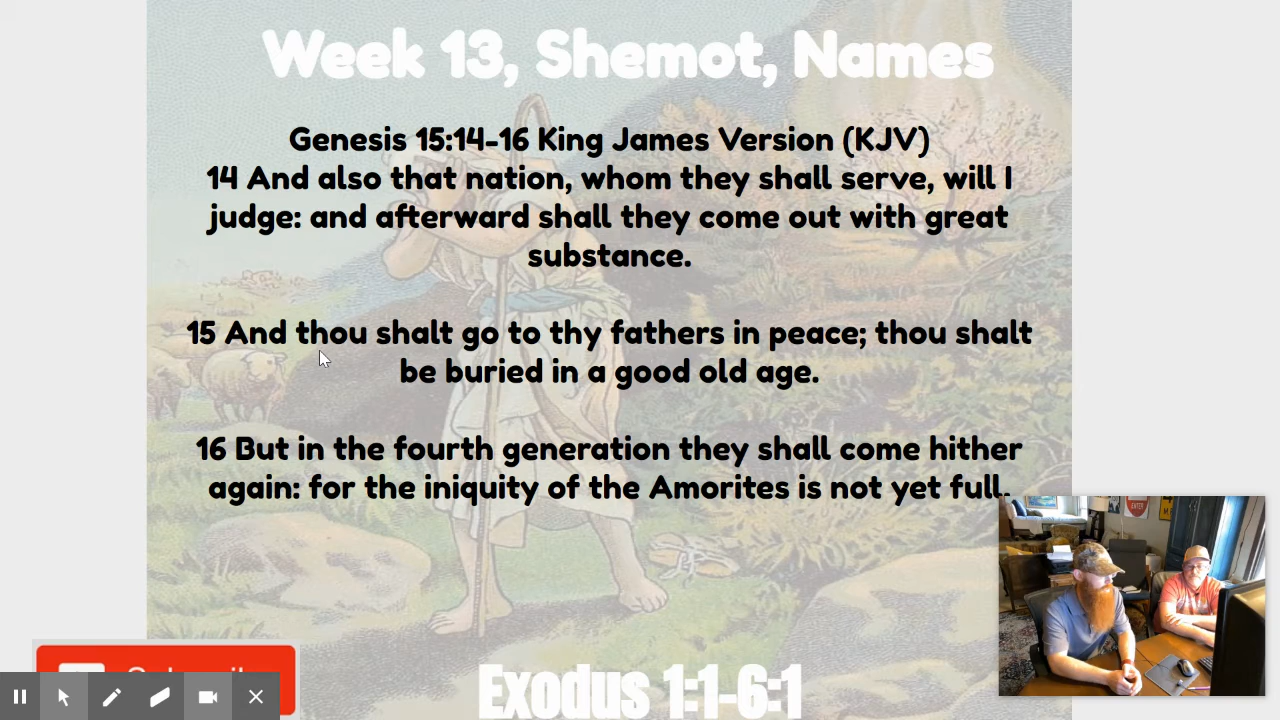 Week 13, Shemot, Names
Genesis 15:14-16 King James Version (KJV)
14 And also that nation, whom they shall serve, will I
judge: and afterward shall they come out with great
substance.
15 And thou shalt go to thy fathers in peace; thou shalt
be buried in a good old age.
16 But in the fourth generation they shall come hither
again: for the iniquity of the Amorites is not yet full.
Exodus 1:1-6:1